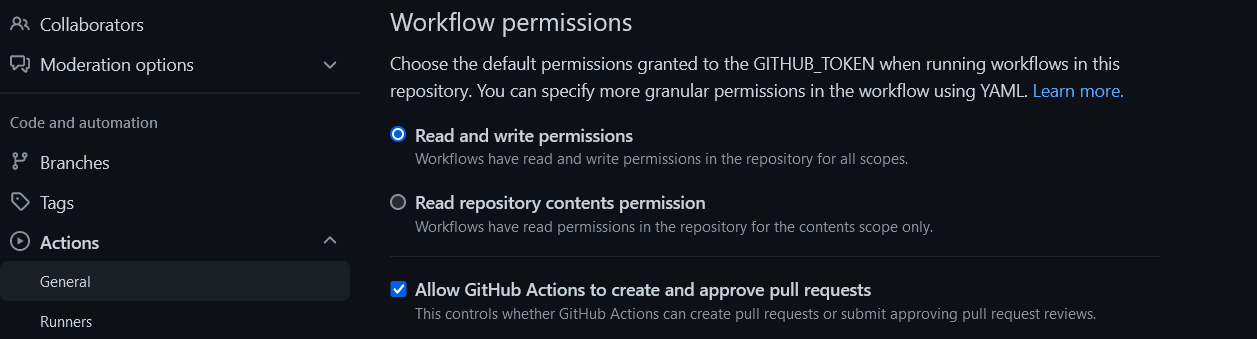 Collaborators
Moderation options
Code and automation
Branches
Tags
Actions
General
Runners
Workflow permissions
Choose the default permissions granted to the GITHUB_TOKEN when running workflows in this
repository. You can specify more granular permissions in the workflow using YAML. Learn more.
Read and write permissions
Workflows have read and write permissions in the repository for all scopes.
Read repository contents permission
Workflows have read permissions in the repository for the contents scope only.
Allow GitHub Actions to create and approve pull requests
This controls whether GitHub Actions can create pull requests or submit approving pull request reviews.